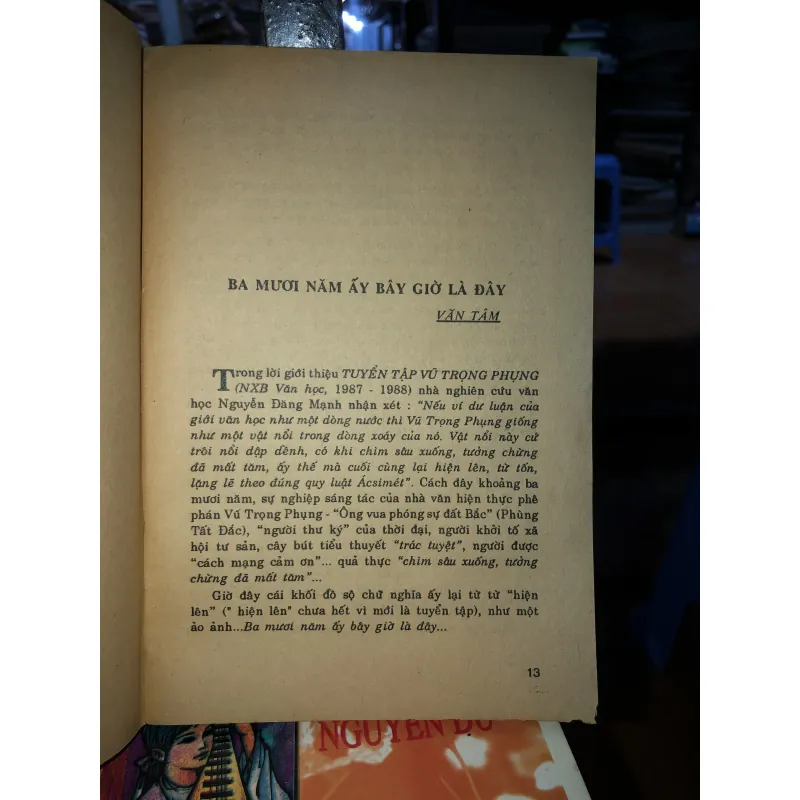 BA MƯƠI NĂM ẤY BÂY GIỜ LÀ ĐÂY
VĂN TÂM
Trong lời giới thiệu TUYỂN TẬP VŨ TRỌNG PHỤNG
(NXB Văn học, 1987 - 1988) nhà nghiên cứu văn
học Nguyễn Đăng Mạnh nhận xét : "Nếu ví dư luận của
giới văn học như một dòng nước thì Vũ Trọng Phụng giống
như một vật nổi trong dòng xoáy của nó. Vật nổi này cứ
trôi nổi dập dềnh, có khi chìm sâu xuống, tưởng chừng
đã mất tăm, ấy thế mà cuối cùng lại hiện lên, từ tốn,
lặng lẽ theo đúng quy luật Ácsimét". Cách đây khoảng ba
mươi năm, sự nghiệp sáng tác của nhà văn hiện thực phê
phán Vũ Trọng Phụng - "Ông vua phóng sự đất Bắc" (Phùng
Tất Đắc), "người thư ký" của thời đại, người khởi tố xã
hội tư sản, cây bút tiểu thuyết "trác tuyệt", người được
"cách mạng cảm ơn"... quả thực "chìm sâu xuống, tưởng
chừng đã mất tăm"...
Giờ đây cái khối đồ sộ chữ nghĩa ấy lại từ từ "hiện
lên" (" hiện lên" chưa hết vì mới là tuyển tập), như một
ảo ảnh...Ba mươi năm ấy bây giờ là đây...
13
NGUYỄN DU